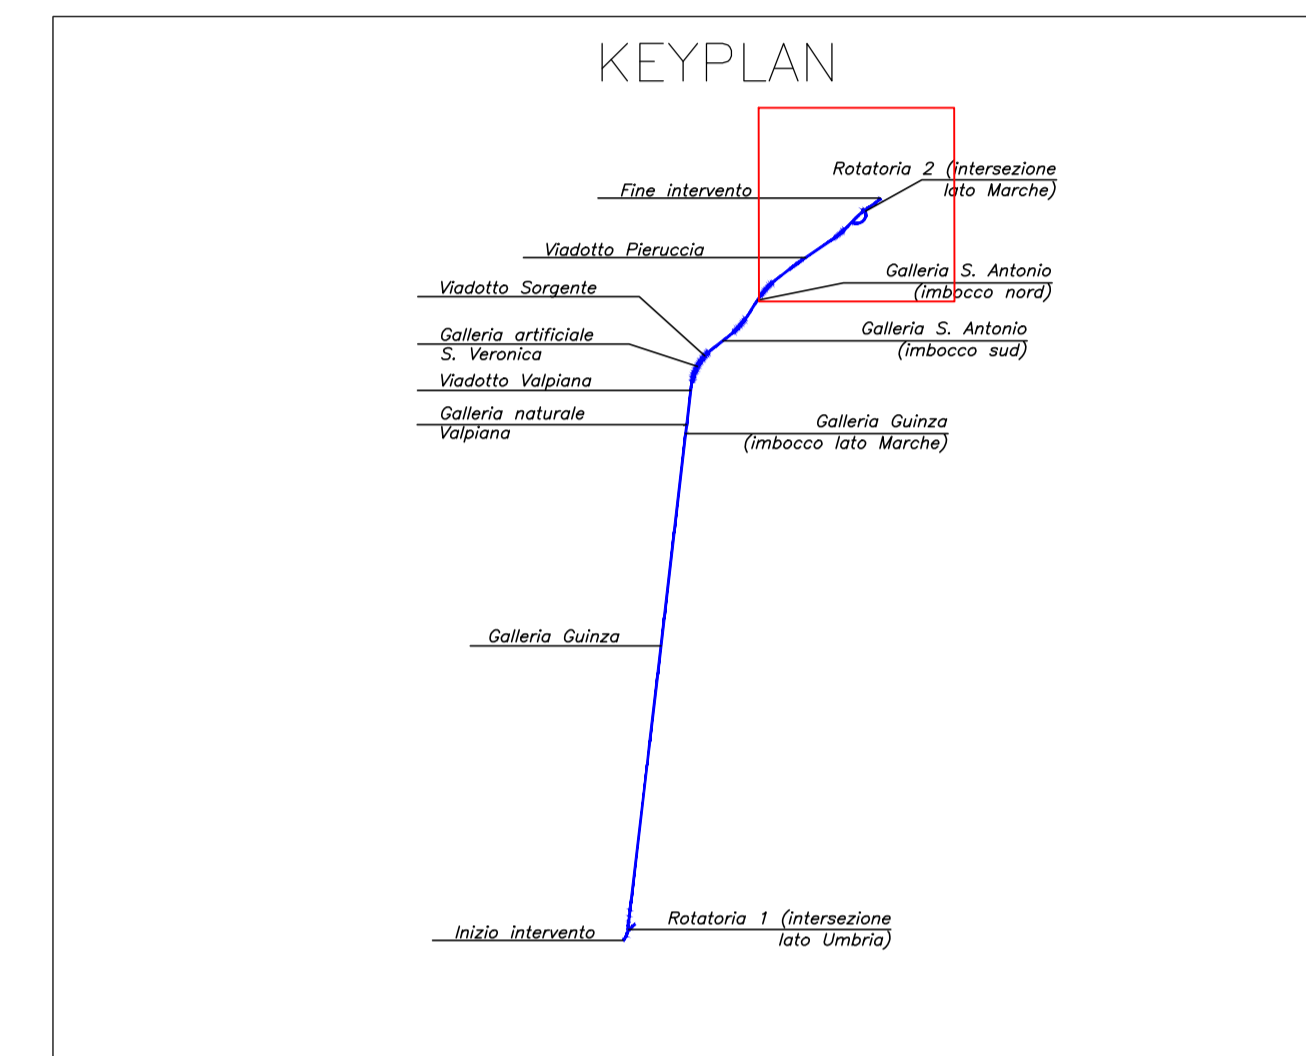 KEYPLAN
Rotatoria 2 (intersezione
lato Marche)
Fine intervento
Viadotto Pieruccia
Galleria S. Antonio
(imbocco nord)
Viadotto Sorgente
Galleria S. Antonio
(imbocco sud)
Galleria artificiale
S. Veronica
Viadotto Valpiana
Galleria naturale
Valpiana
Galleria Guinza
(imbocco lato Marche)
Galleria Guinza
Rotatoria 1 (intersezione
lato Umbria)
Inizio intervento